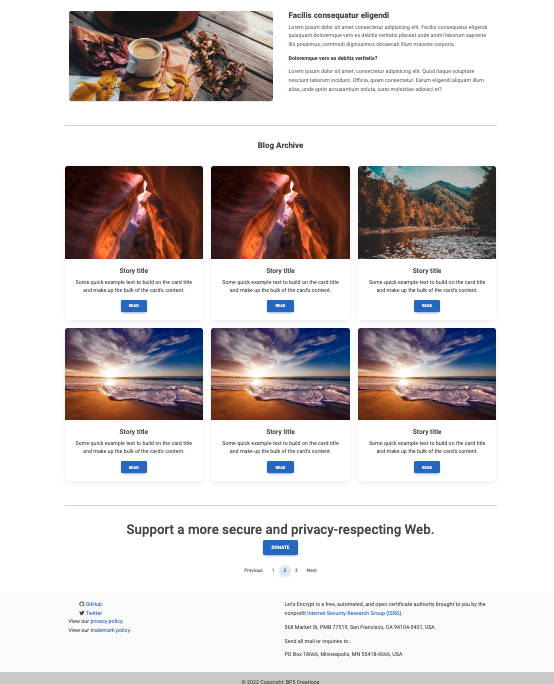 Facilis consequatur eligendi
Lorem ipsum dolor sit amet consectetur adipisicing elit. Facilis consequatur eligendi
quisquam doloremque vero ex debitis veritatis placeat unde animi laborum sapiente
illo possimus, commodi dignissimos obcaecati illum maiores corporis.
Doloremque vero ex debitis veritatis?
Lorem ipsum dolor sit amet, consectetur adipisicing elit. Quod itaque voluptate
nesciunt laborum incidunt. Officia, quam consectetur. Earum eligendi aliquam illum
alias, unde optio accusantium soluta, iusto molestiae adipisci et?
Blog Archive
Story title
Some quick example text to build on the card title
and make up the bulk of the card's content.
READ
Story title
Some quick example text to build on the card title
and make up the bulk of the card's content.
READ
Story title
Some quick example text to build on the card title
and make up the bulk of the card's content.
READ
Story title
Some quick example text to build on the card title
and make up the bulk of the card's content.
READ
Story title
Some quick example text to build on the card title
and make up the bulk of the card's content.
READ
Story title
Some quick example text to build on the card title
and make up the bulk of the card's content.
READ
Support a more secure and privacy-respecting Web.
DONATE
Previous 1 2 3 Next
GitHub
Twitter
View our privacy policy.
View our trademark policy.
Let's Encrypt is a free, automated, and open certificate authority brought to you by the
nonprofit Internet Security Research Group (ISRG).
568 Market St, PMB 77519, San Francisco, CA 94104-5401, USA.
Send all mail or inquiries to:
PO Box 18666, Minneapolis, MN 55418-0666, USA
© 2022 Copyright: BPS Creations